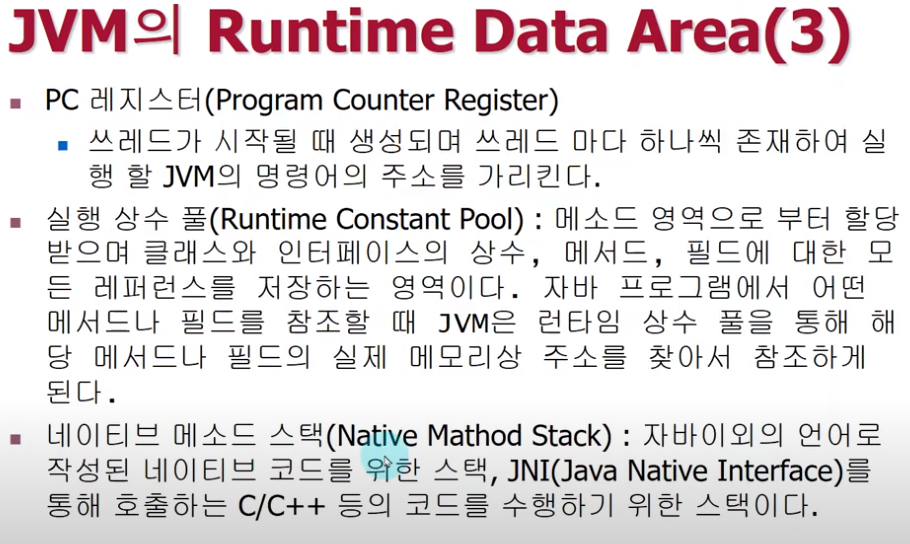 JVM의 Runtime Data Area(3)
PC 레지스터(Program Counter Register)
쓰레드가 시작될 때 생성되며 쓰레드 마다 하나씩 존재하여 실
행 할 JVM의 명령어의 주소를 가리킨다.
실행 상수 풀(Runtime Constant Pool) : 메소드 영역으로 부터 할당
받으며 클래스와 인터페이스의 상수, 메서드, 필드에 대한 모
든 레퍼런스를 저장하는 영역이다. 자바 프로그램에서 어떤
메서드나 필드를 참조할 때 JVM은 런타임 상수 풀을 통해 해
당 메서드나 필드의 실제 메모리상 주소를 찾아서 참조하게
된다.
네이티브 메소드 스택(Native Mathod Stack) : 자바이외의 언어로
작성된 네이티브 코드를 위한 스택, JNI(Java Native Interface)를
통해 호출하는 C/C++ 등의 코드를 수행하기 위한 스택이다.